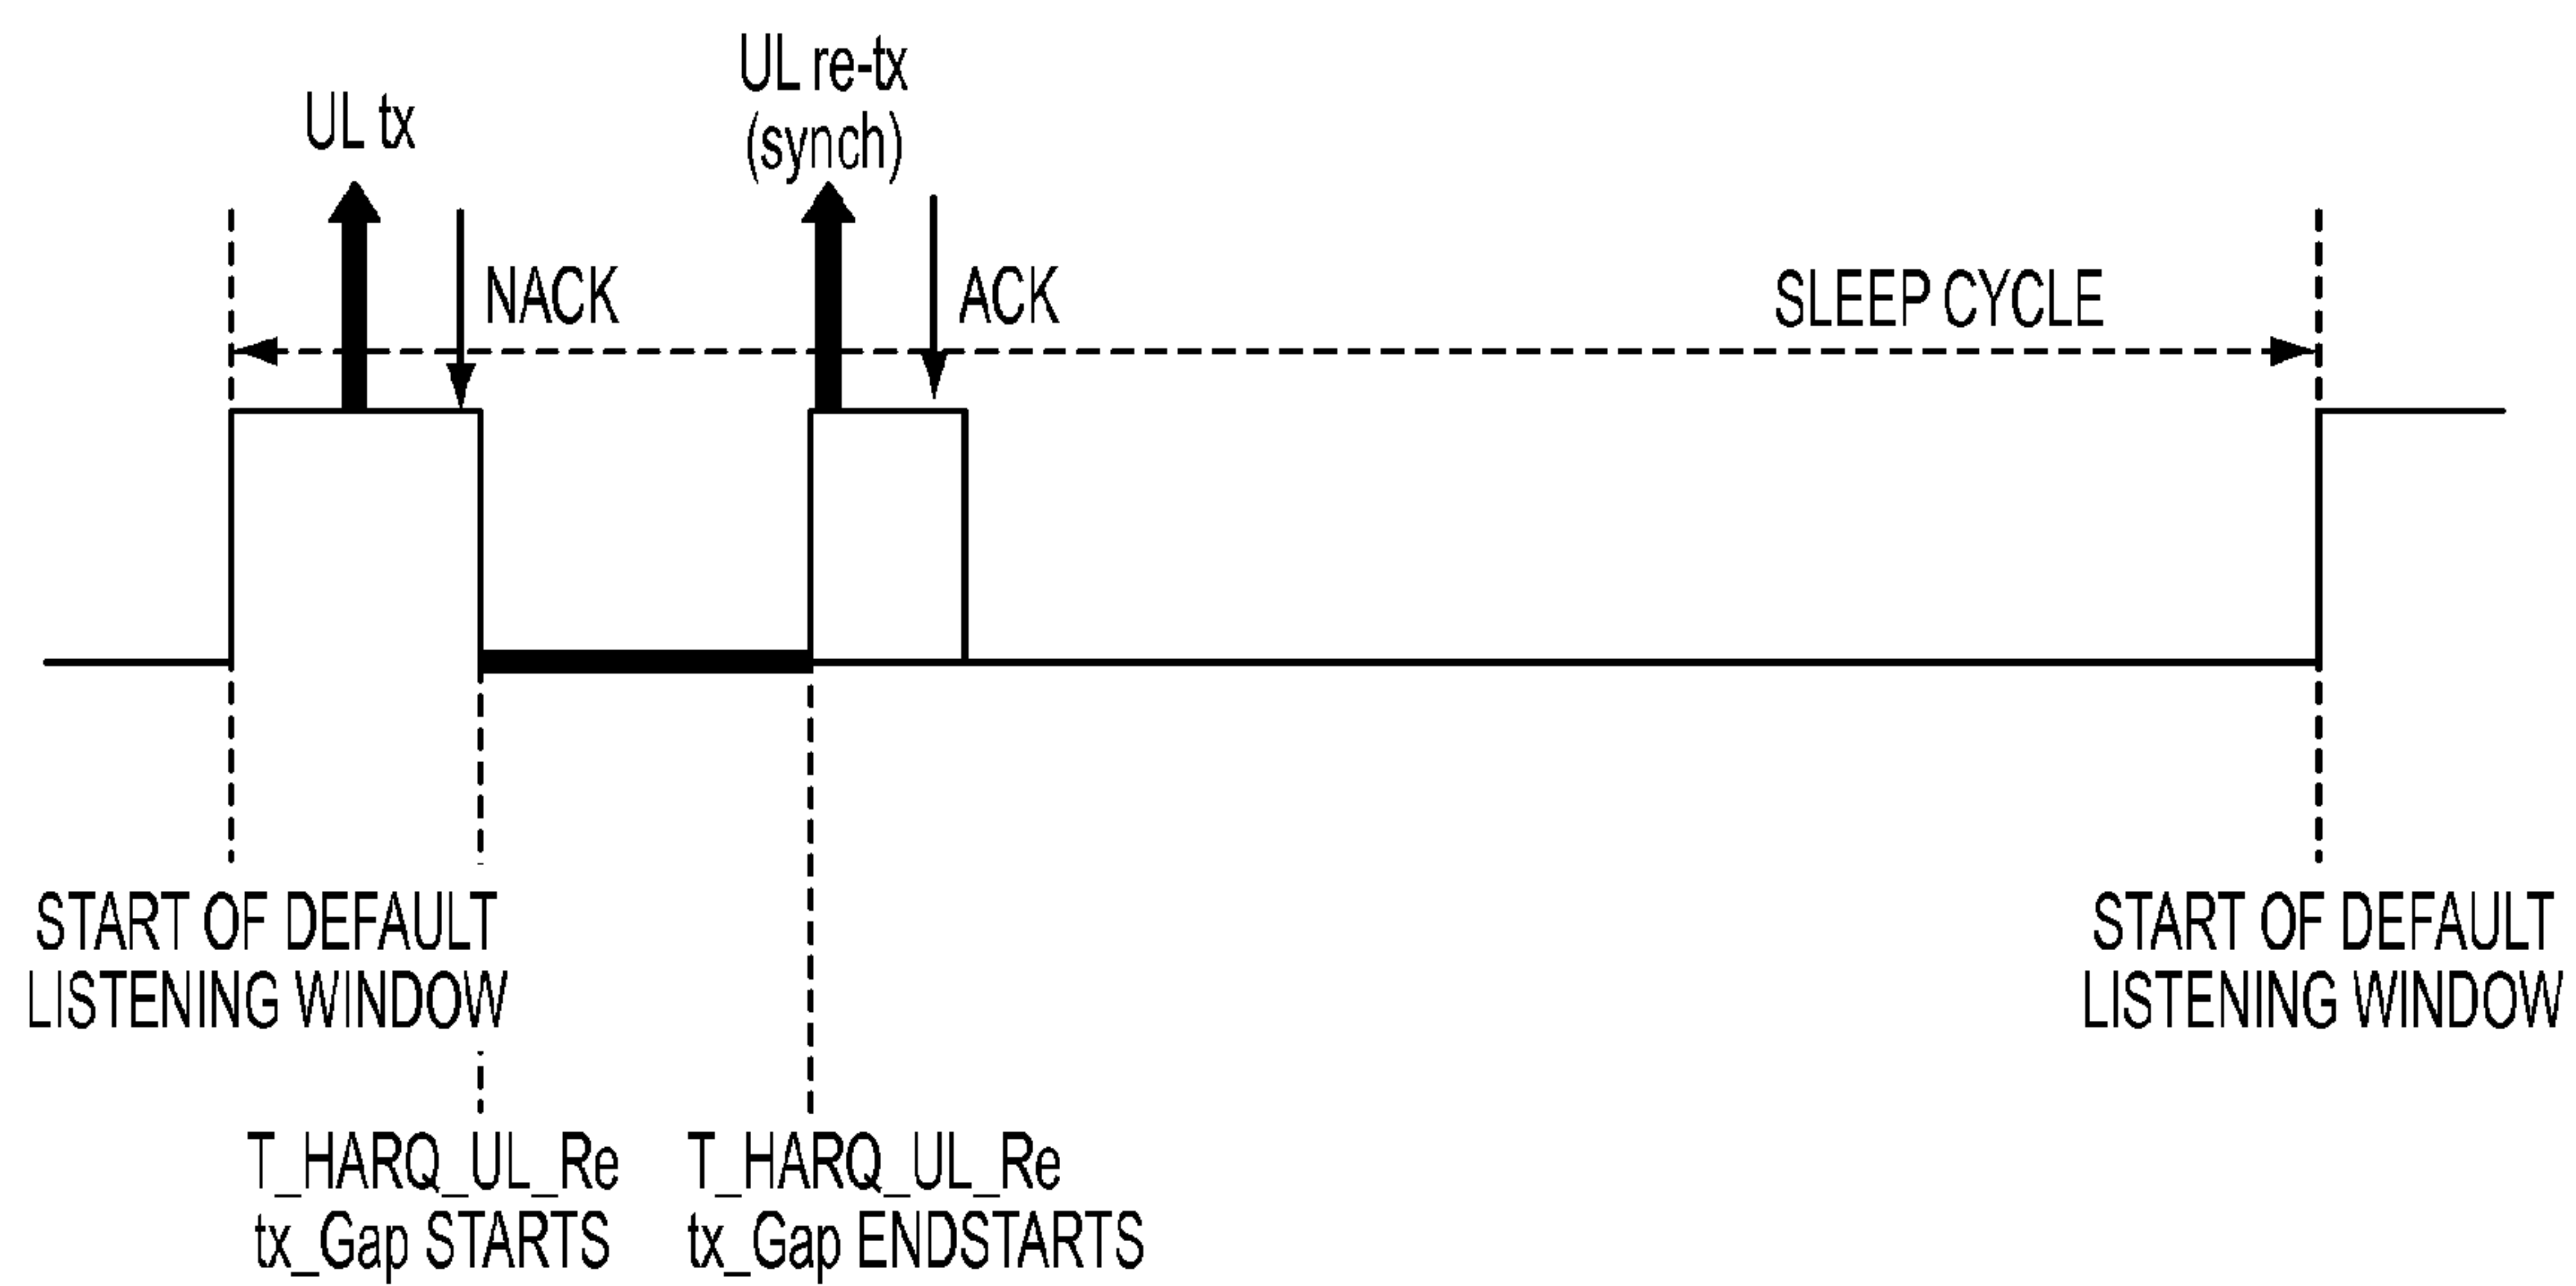 UL tx
UL re-tx
(synch)
NACK
ACK
SLEEP CYCLE
START OF DEFAULT
LISTENING WINDOW
START OF DEFAULT
LISTENING WINDOW
T_HARQ_UL_Re
tx_Gap STARTS
T_HARQ_UL_Re
tx_Gap ENDSTARTS